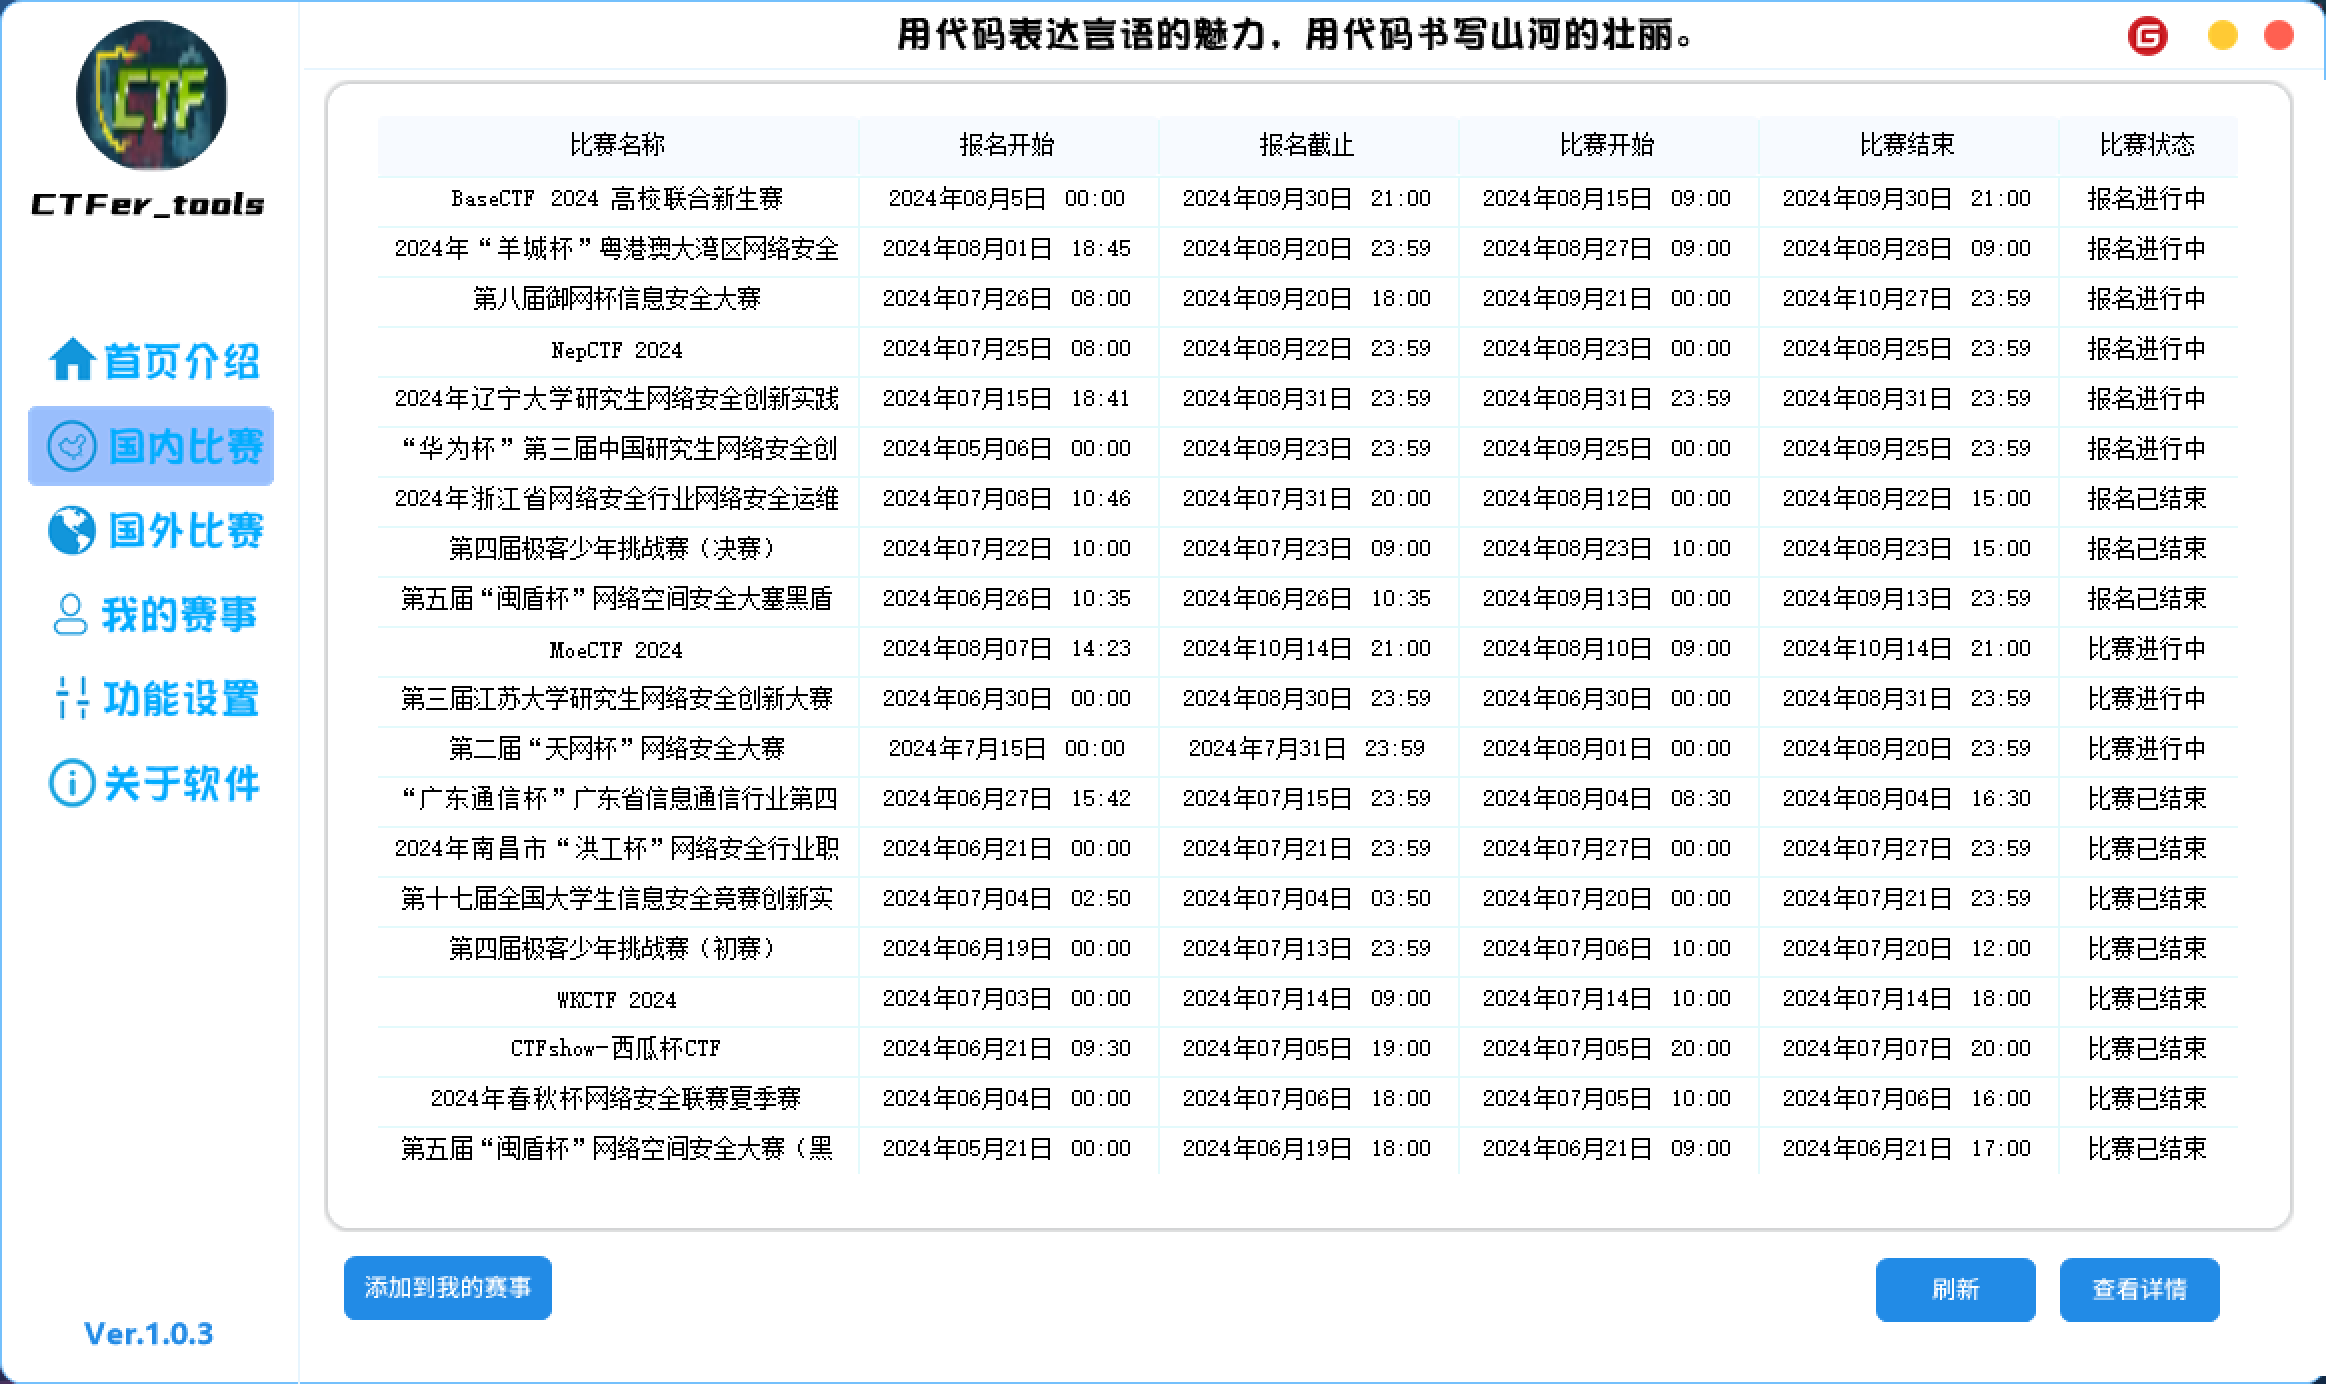 用代码表达言语的魅力，用代码书写山河的壮丽。
CTF
CTFer_tools
首页介绍
国内比赛
国外比赛
我的赛事
功能设置
关于软件
Ver.1.0.3
比赛名称 报名开始 报名截止 比赛开始 比赛结束 比赛状态
BaseCTF 2024 高校联合新生赛 2024年08月5日 00:00 2024年09月30日 21:00 2024年08月15日 09:00 2024年09月30日 21:00 报名进行中
2024年“羊城杯”粤港澳大湾区网络安全 2024年08月01日 18:45 2024年08月20日 23:59 2024年08月27日 09:00 2024年08月28日 09:00 报名进行中
第八届御网杯信息安全大赛 2024年07月26日 08:00 2024年09月20日 18:00 2024年09月21日 00:00 2024年10月27日 23:59 报名进行中
NepCTF 2024 2024年07月25日 08:00 2024年08月22日 23:59 2024年08月23日 00:00 2024年08月25日 23:59 报名进行中
2024年辽宁大学研究生网络安全创新实践 2024年07月15日 18:41 2024年08月31日 23:59 2024年08月31日 23:59 2024年08月31日 23:59 报名进行中
“华为杯”第三届中国研究生网络安全创 2024年05月06日 00:00 2024年09月23日 23:59 2024年09月25日 00:00 2024年09月25日 23:59 报名进行中
2024年浙江省网络安全行业网络安全运维 2024年07月08日 10:46 2024年07月31日 20:00 2024年08月12日 00:00 2024年08月22日 15:00 报名已结束
第四届极客少年挑战赛（决赛） 2024年07月22日 10:00 2024年07月23日 09:00 2024年08月23日 10:00 2024年08月23日 15:00 报名已结束
第五届“闽盾杯”网络空间安全大塞黑盾 2024年06月26日 10:35 2024年06月26日 10:35 2024年09月13日 00:00 2024年09月13日 23:59 报名已结束
MoeCTF 2024 2024年08月07日 14:23 2024年10月14日 21:00 2024年08月10日 09:00 2024年10月14日 21:00 比赛进行中
第三届江苏大学研究生网络安全创新大赛 2024年06月30日 00:00 2024年08月30日 23:59 2024年06月30日 00:00 2024年08月31日 23:59 比赛进行中
第二届“天网杯”网络安全大赛 2024年7月15日 00:00 2024年7月31日 23:59 2024年08月01日 00:00 2024年08月20日 23:59 比赛进行中
“广东通信杯”广东省信息通信行业第四 2024年06月27日 15:42 2024年07月15日 23:59 2024年08月04日 08:30 2024年08月04日 16:30 比赛已结束
2024年南昌市“洪工杯”网络安全行业职 2024年06月21日 00:00 2024年07月21日 23:59 2024年07月27日 00:00 2024年07月27日 23:59 比赛已结束
第十七届全国大学生信息安全竞赛创新实 2024年07月04日 02:50 2024年07月04日 03:50 2024年07月20日 00:00 2024年07月21日 23:59 比赛已结束
第四届极客少年挑战赛（初赛） 2024年06月19日 00:00 2024年07月13日 23:59 2024年07月06日 10:00 2024年07月20日 12:00 比赛已结束
WKCTF 2024 2024年07月03日 00:00 2024年07月14日 09:00 2024年07月14日 10:00 2024年07月14日 18:00 比赛已结束
CTFshow-西瓜杯CTF 2024年06月21日 09:30 2024年07月05日 19:00 2024年07月05日 20:00 2024年07月07日 20:00 比赛已结束
2024年春秋杯网络安全联赛夏季赛 2024年06月04日 00:00 2024年07月06日 18:00 2024年07月05日 10:00 2024年07月06日 16:00 比赛已结束
第五届“闽盾杯”网络空间安全大赛（黑 2024年05月21日 00:00 2024年06月19日 18:00 2024年06月21日 09:00 2024年06月21日 17:00 比赛已结束
添加到我的赛事 刷新 查看详情